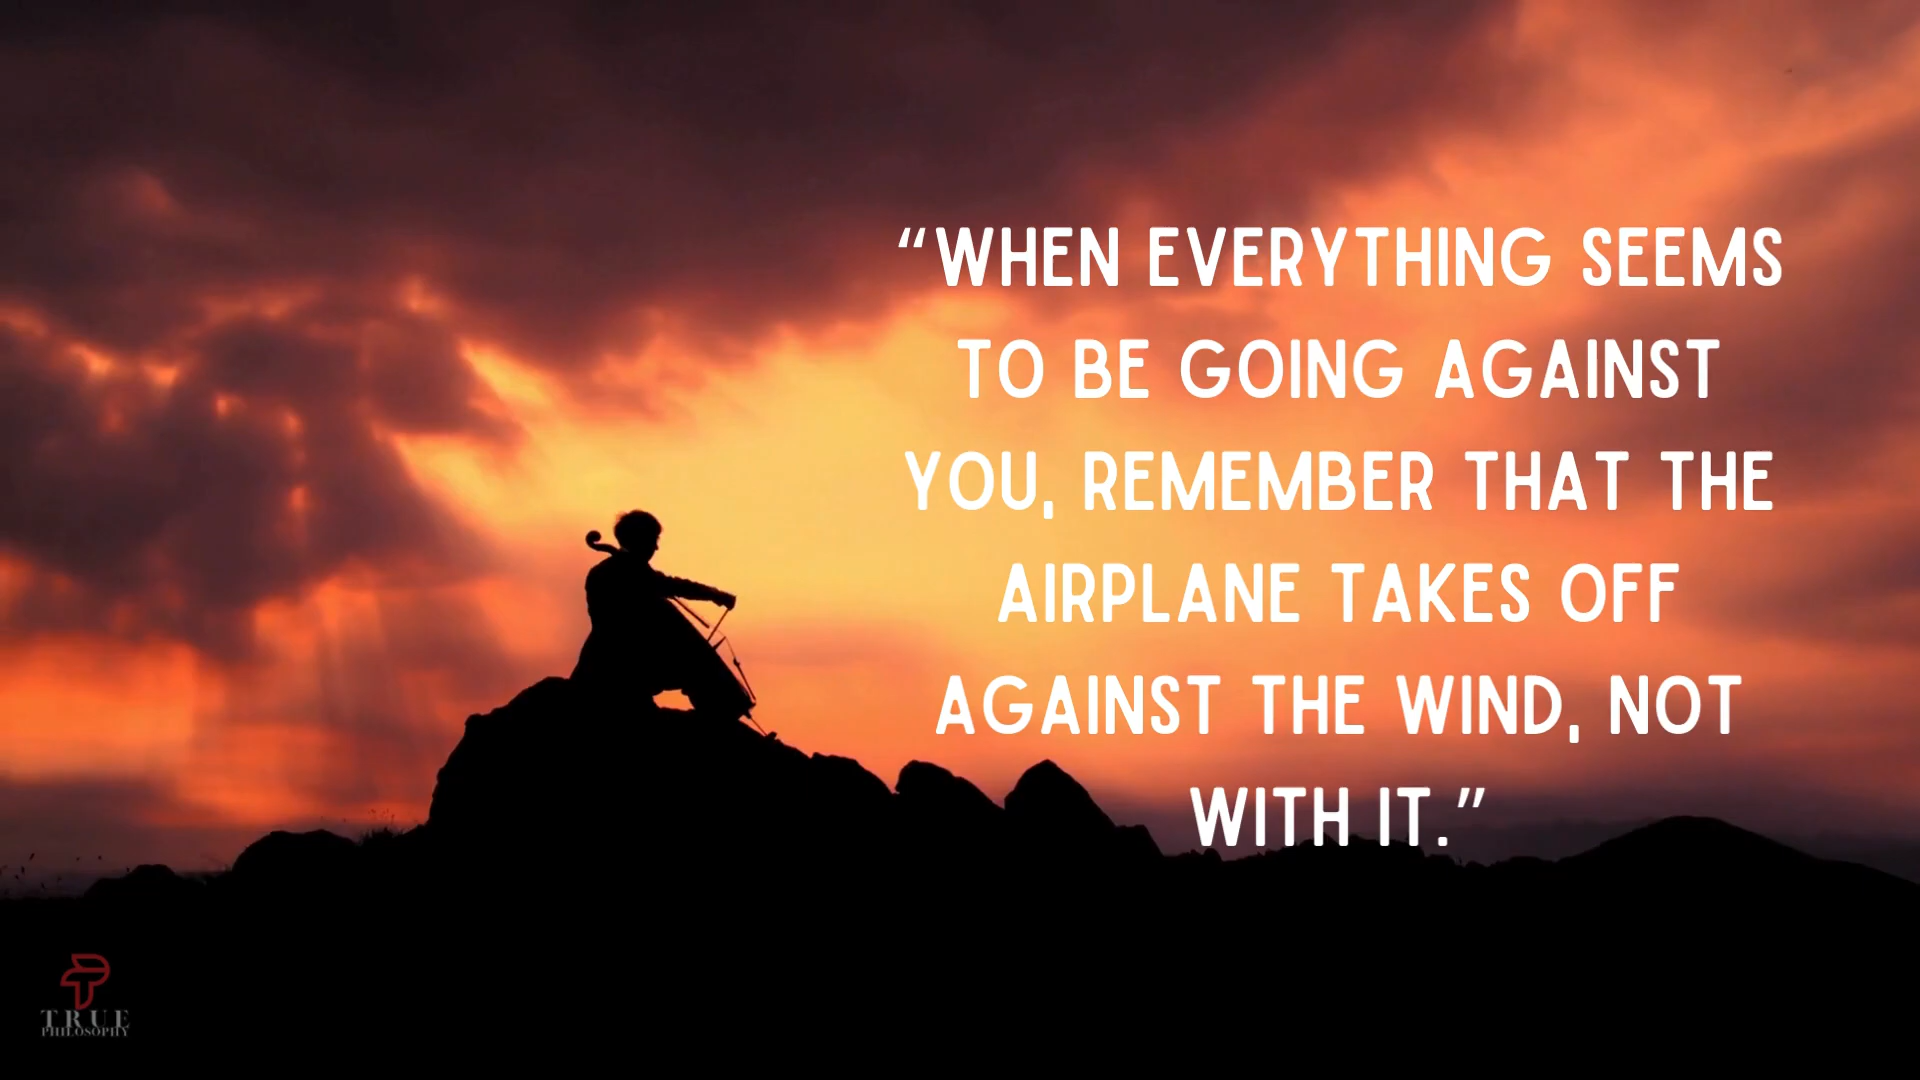 “WHEN EVERYTHING SEEMS
TO BE GOING AGAINST
YOU, REMEMBER THAT THE
AIRPLANE TAKES OFF
AGAINST THE WIND, NOT
WITH IT.”
TRUE
PHILOSOPHY